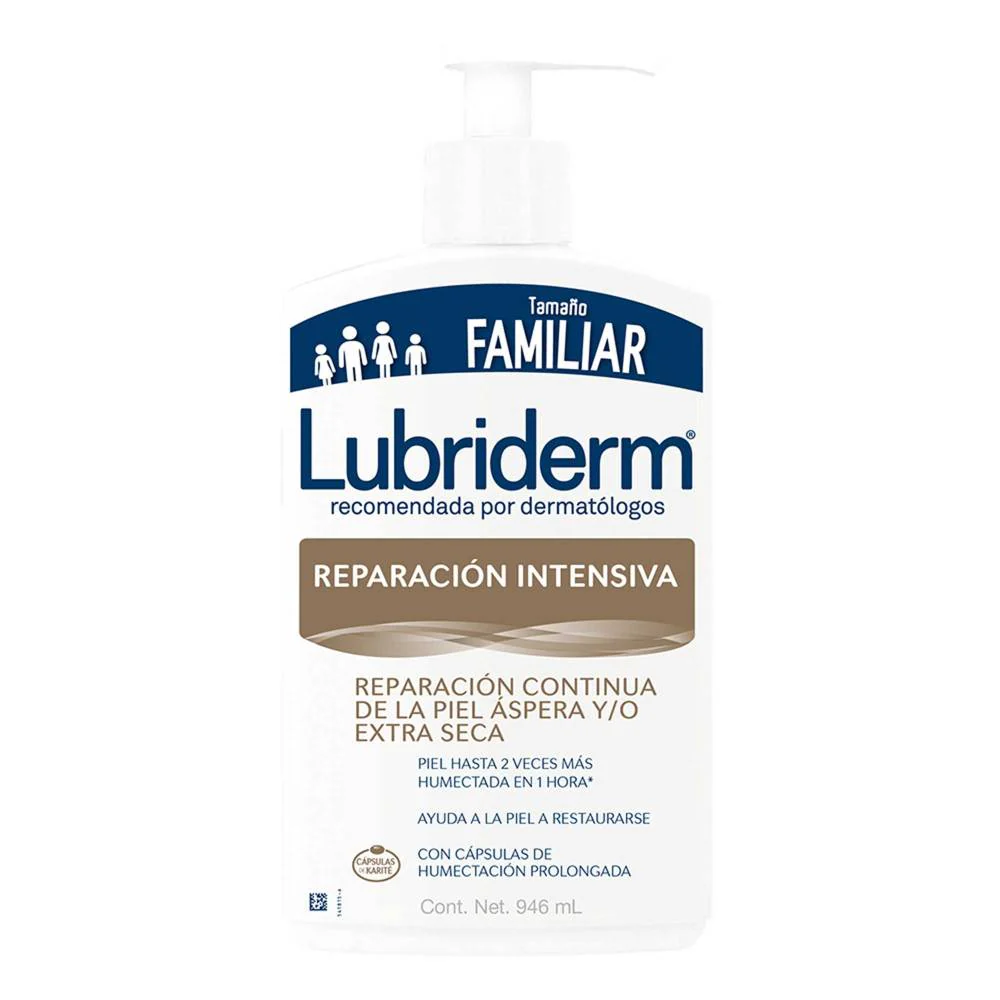 Tamaño
FAMILIAR
Lubriderm®
recomendada por dermatólogos
REPARACIÓN INTENSIVA
REPARACIÓN CONTINUA
DE LA PIEL ÁSPERA Y/O
EXTRA SECA
PIEL HASTA 2 VECES MÁS
HUMECTADA EN 1 HORA*
AYUDA A LA PIEL A RESTAURARSE
CÁPSULAS
DE KARITÉ
CON CÁPSULAS DE
HUMECTACIÓN PROLONGADA
Cont. Net. 946 mL